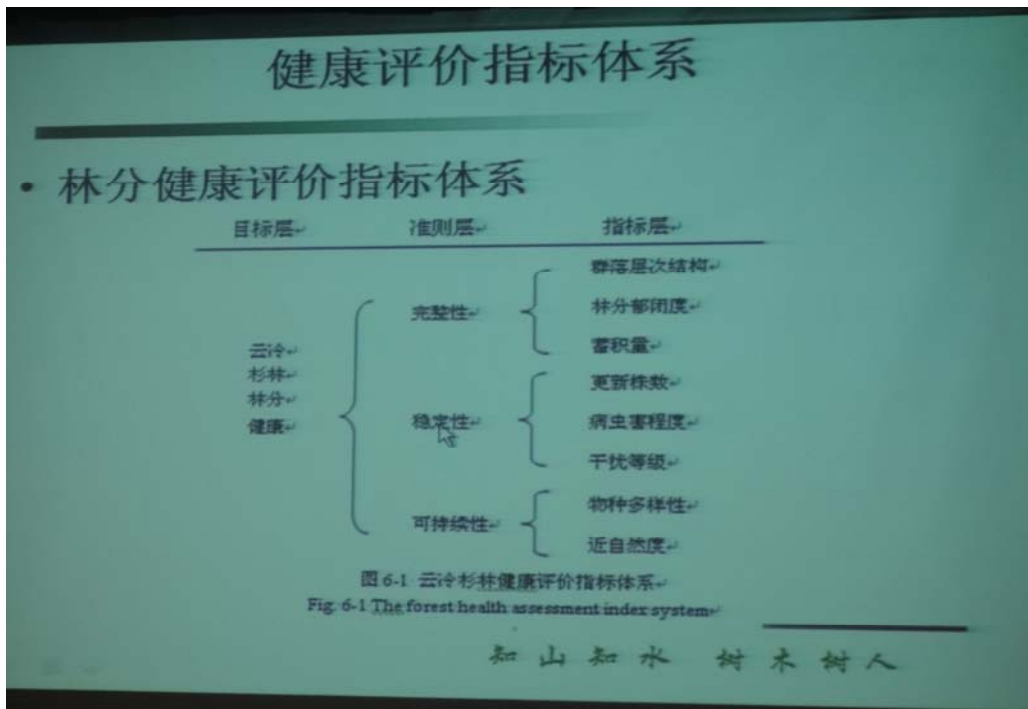 健康评价指标体系
• 林分健康评价指标体系
目标层 准则层 指标层
群落层次结构
完整性 林分郁闭度
蓄积量
云冷
杉林
林分
健康
更新株数
稳定性 病虫害程度
干扰等级
物种多样性
可持续性
近自然度
图 6-1 云冷杉林健康评价指标体系
Fig. 6-1 The forest health assessment index system
知山知水 树木树人